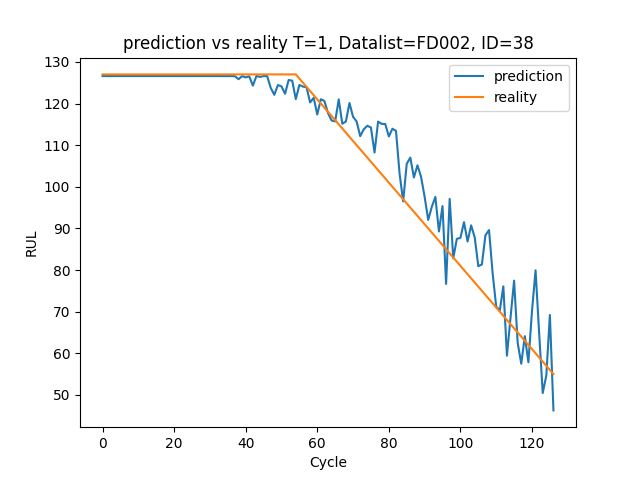 prediction vs reality T=1, Datalist=FD002, ID=38
prediction
reality
130
120
110
100
90
80
70
60
50
RUL
0 20 40 60 80 100 120
Cycle